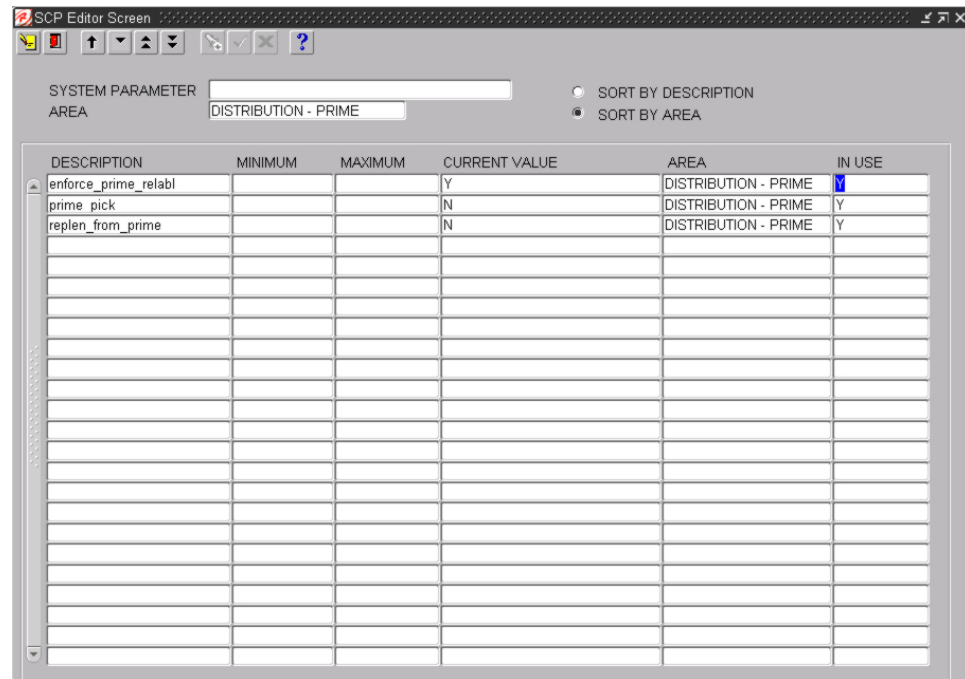 SCP Editor Screen
?
SYSTEM PARAMETER
SORT BY DESCRIPTION
AREA DISTRIBUTION - PRIME
SORT BY AREA
DESCRIPTION MINIMUM MAXIMUM CURRENT VALUE AREA IN USE
enforce_prime_relabl Y DISTRIBUTION - PRIME Y
prime_pick N DISTRIBUTION - PRIME Y
replen_from_prime N DISTRIBUTION - PRIME Y